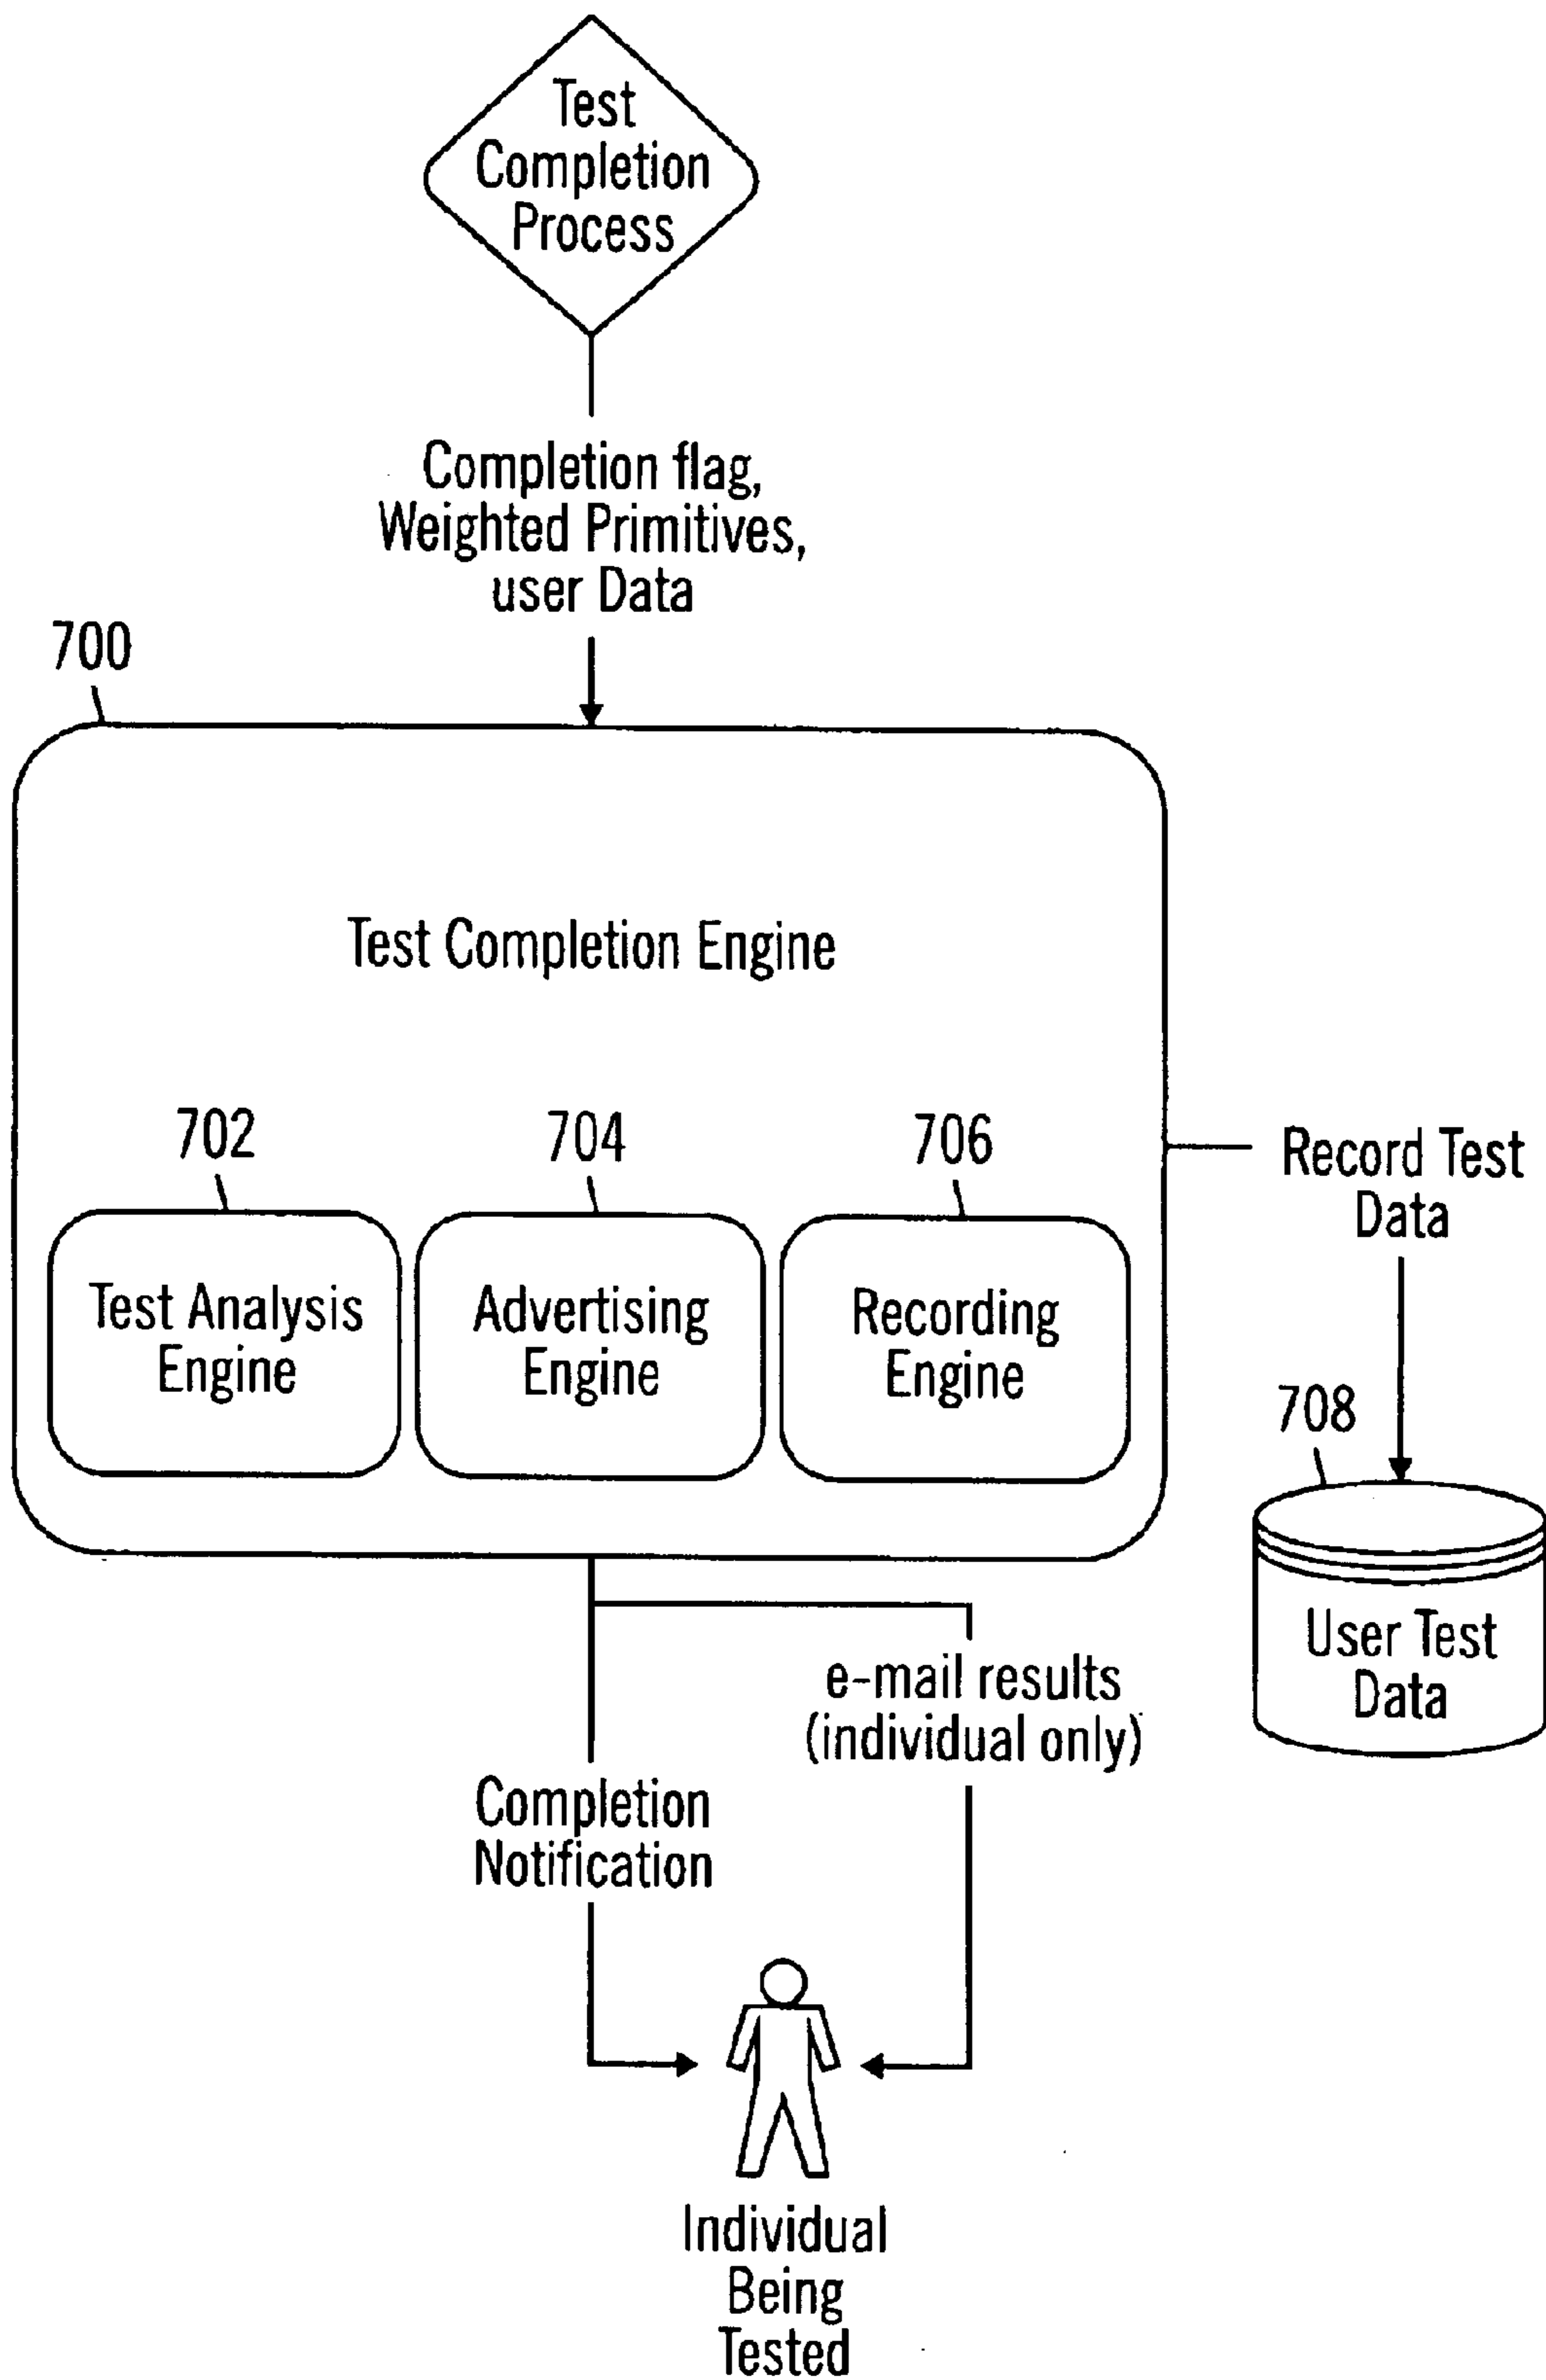 Test
Completion
Process
Completion flag,
Weighted Primitives,
user Data
700
Test Completion Engine
702
704
706
Test Analysis
Engine
Advertising
Engine
Recording
Engine
Record Test
Data
708
User Test
Data
e-mail results
(individual only)
Completion
Notification
Individual
Being
Tested